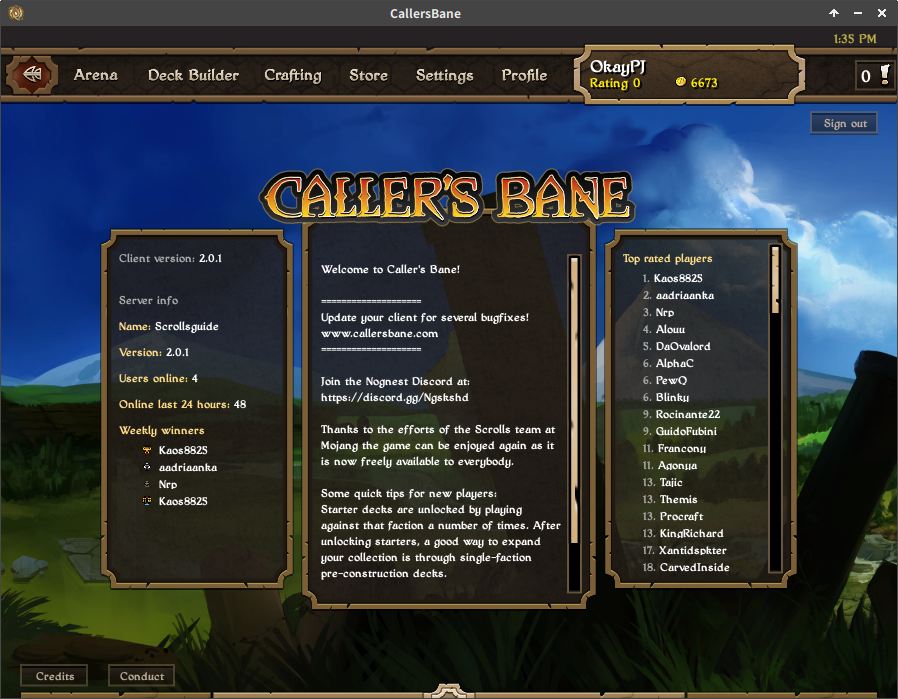 CallersBane
1:35 PM
Arena
Deck Builder
Crafting
Store
Settings
Profile
OkayPJ
Rating 0
6673
0
Sign out
CALLER'S BANE
Client version: 2.0.1
Server info
Name: Scrollsguide
Version: 2.0.1
Users online: 4
Online last 24 hours: 48
Weekly winners
Kaos8825
aadriaanka
Nrp
Kaos8825
Welcome to Caller's Bane!
====================
Update your client for several bugfixes!
www.callersbane.com
====================
Join the Nognest Discord at:
https://discord.gg/Ngskshd
Thanks to the efforts of the Scrolls team at
Mojang the game can be enjoyed again as it
is now freely available to everybody.
Some quick tips for new players:
Starter decks are unlocked by playing
against that faction a number of times. After
unlocking starters, a good way to expand
your collection is through single-faction
pre-construction decks.
Top rated players
1. Kaos8825
2. aadriaanka
3. Nrp
4. Alouu
5. DaOvalord
6. AlphaC
6. PewQ
6. Blinky
9. Rocinante22
9. GuidoFubini
11. Francony
11. Agonya
13. Tajic
13. Themis
13. Procraft
13. KingRichard
17. Xantidspkter
18. CarvedInside
Credits
Conduct